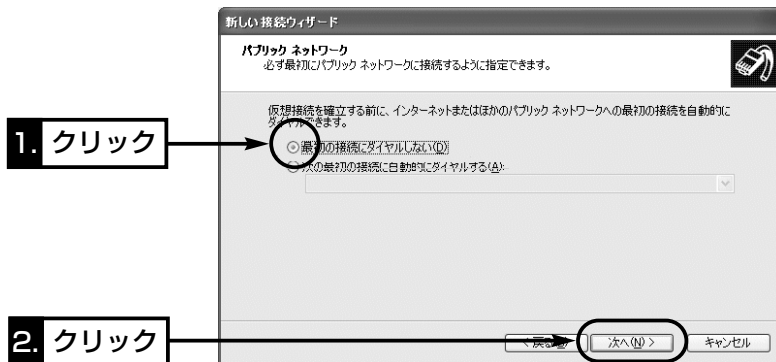 新しい接続ウィザード
パブリック ネットワーク
必ず最初にパブリック ネットワークに接続するように指定できます。
仮想接続を確立する前に、インターネットまたはほかのパブリック ネットワークへの最初の接続を自動的に
ダイヤルできます。
1. クリック
最初の接続にダイヤルしない(D)
次の最初の接続に自動的にダイヤルする(A):
2. クリック
< 戻る(B)
次へ(N) >
キャンセル